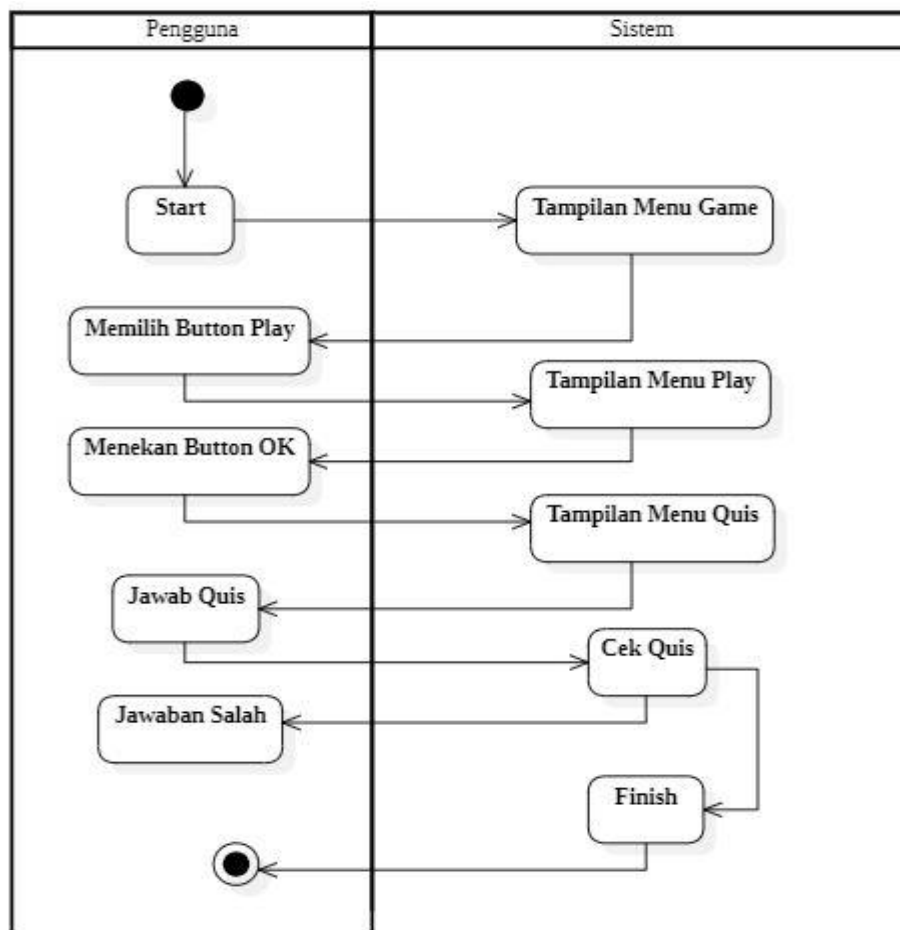 Pengguna
Sistem
Start
Tampilan Menu Game
Memilih Button Play
Tampilan Menu Play
Menekan Button OK
Tampilan Menu Quis
Jawab Quis
Cek Quis
Jawaban Salah
Finish